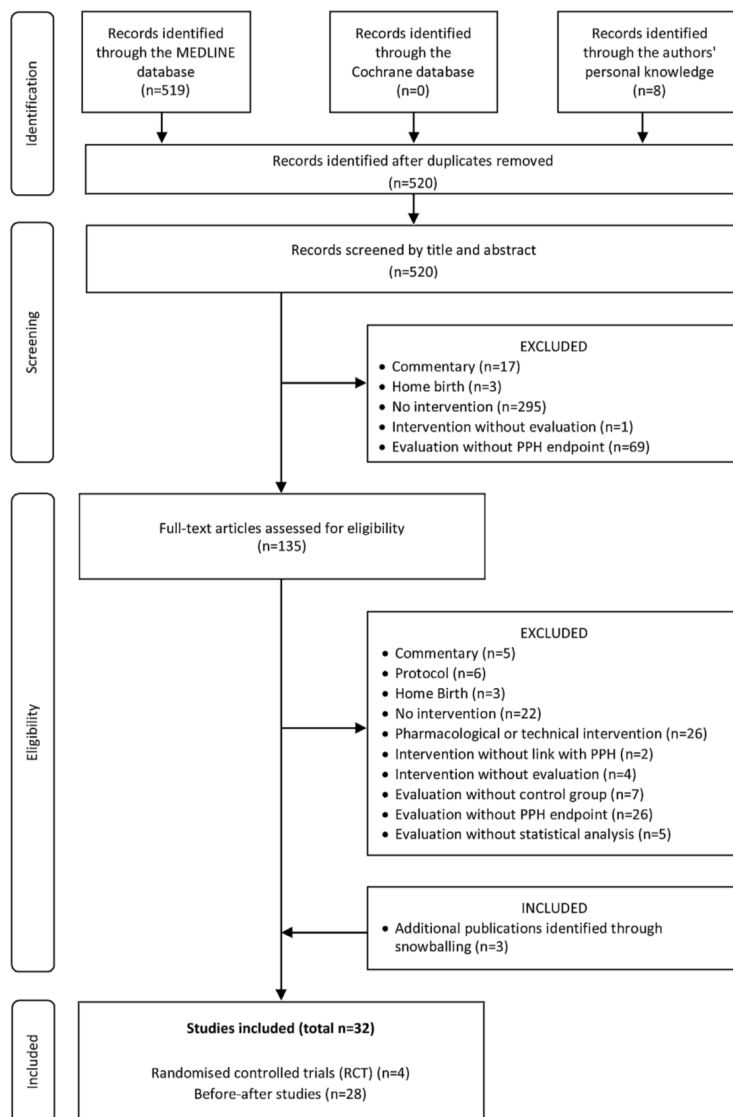 Identification
Records identified
through the MEDLINE
database
(n=519)
Records identified
through the
Cochrane database
(n=0)
Records identified
through the authors'
personal knowledge
(n=8)
Records identified after duplicates removed
(n=520)
Screening
Records screened by title and abstract
(n=520)
EXCLUDED
• Commentary (n=17)
• Home birth (n=3)
• No intervention (n=295)
• Intervention without evaluation (n=1)
• Evaluation without PPH endpoint (n=69)
Eligibility
Full-text articles assessed for eligibility
(n=135)
EXCLUDED
• Commentary (n=5)
• Protocol (n=6)
• Home Birth (n=3)
• No intervention (n=22)
• Pharmacological or technical intervention (n=26)
• Intervention without link with PPH (n=2)
• Intervention without evaluation (n=4)
• Evaluation without control group (n=7)
• Evaluation without PPH endpoint (n=26)
• Evaluation without statistical analysis (n=5)
INCLUDED
• Additional publications identified through
snowballing (n=3)
Included
Studies included (total n=32)
Randomised controlled trials (RCT) (n=4)
Before-after studies (n=28)